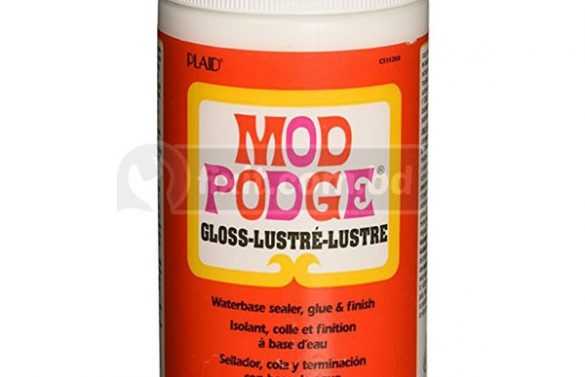 PLAID®
CS11202
MOD
PODGE®
GLOSS-LUSTRÉ-LUSTRE
Waterbase sealer, glue & finish
Isolant, colle et finition
à base d'eau
Sellador, cola y terminación